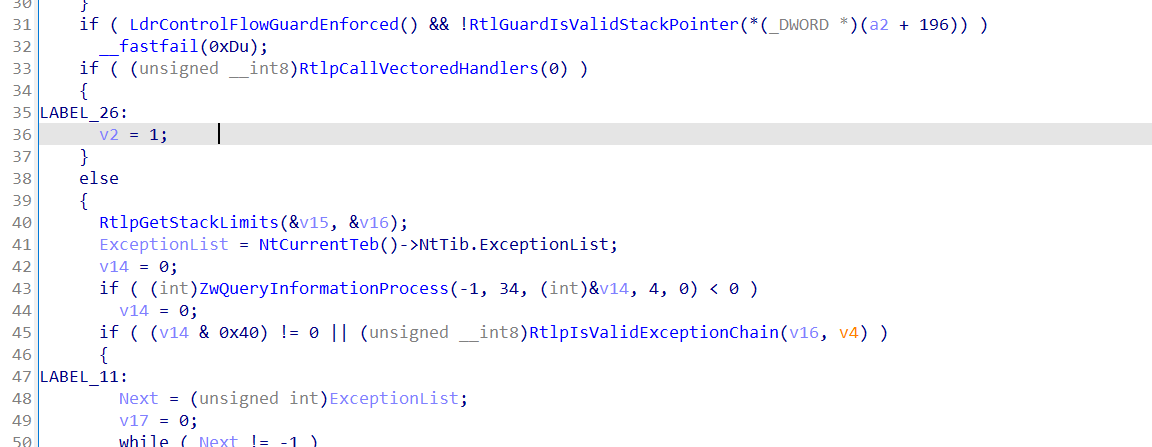 30 }
31 if ( LdrControlFlowGuardEnforced() && !RtlGuardIsValidStackPointer(*(_DWORD *)(a2 + 196)) )
32 __fastfail(0xDu);
33 if ( (unsigned __int8)RtlpCallVectoredHandlers(0) )
34 {
35 LABEL_26:
36 v2 = 1;
37 }
38 else
39 {
40 RtlpGetStackLimits(&v15, &v16);
41 ExceptionList = NtCurrentTeb()->NtTib.ExceptionList;
42 v14 = 0;
43 if ( (int)ZwQueryInformationProcess(-1, 34, (int)&v14, 4, 0) < 0 )
44 v14 = 0;
45 if ( (v14 & 0x40) != 0 || (unsigned __int8)RtlpIsValidExceptionChain(v16, v4) )
46 {
47 LABEL_11:
48 Next = (unsigned int)ExceptionList;
49 v17 = 0;
50 while ( Next != -1 )